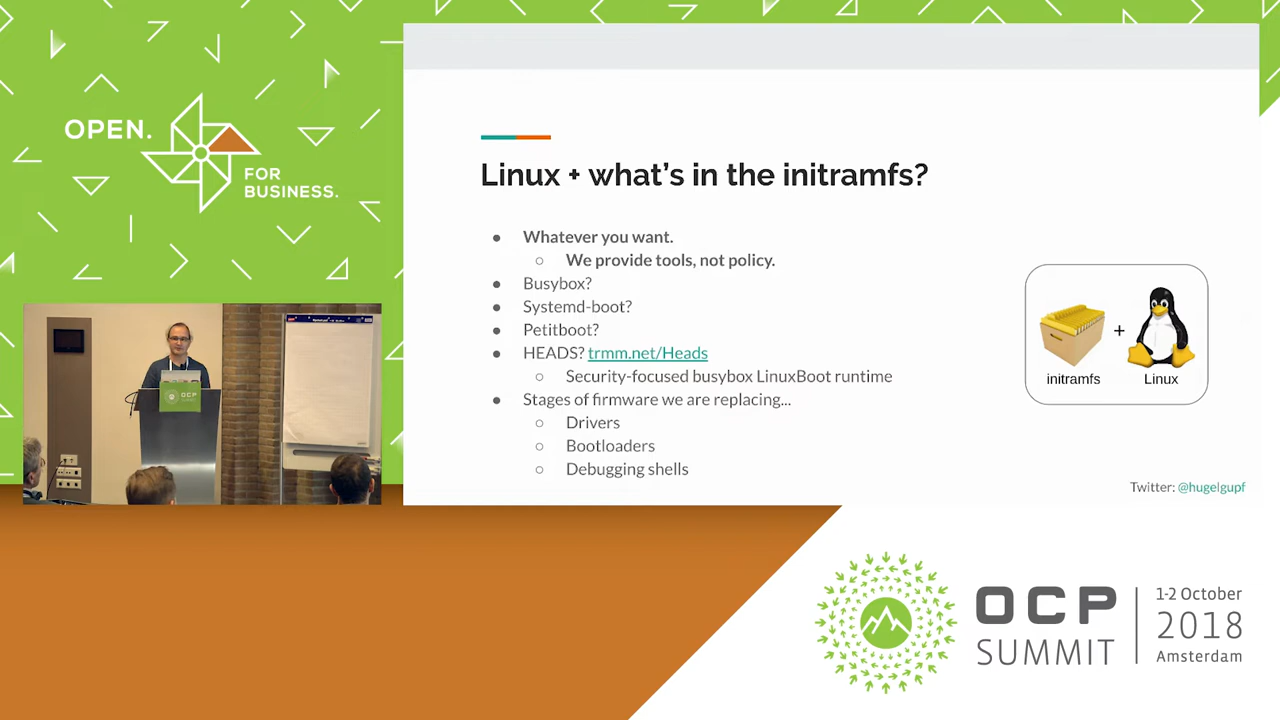 OPEN.
FOR
BUSINESS.
Linux + what's in the initramfs?
● Whatever you want.
○ We provide tools, not policy.
● Busybox?
● Systemd-boot?
● Petitboot?
● HEADS? trmm.net/Heads
○ Security-focused busybox LinuxBoot runtime
● Stages of firmware we are replacing...
○ Drivers
○ Bootloaders
○ Debugging shells
+
initramfs Linux
Twitter: @hugelgupf
OCP
SUMMIT
OCP
SUMMIT
1-2 October
2018
Amsterdam